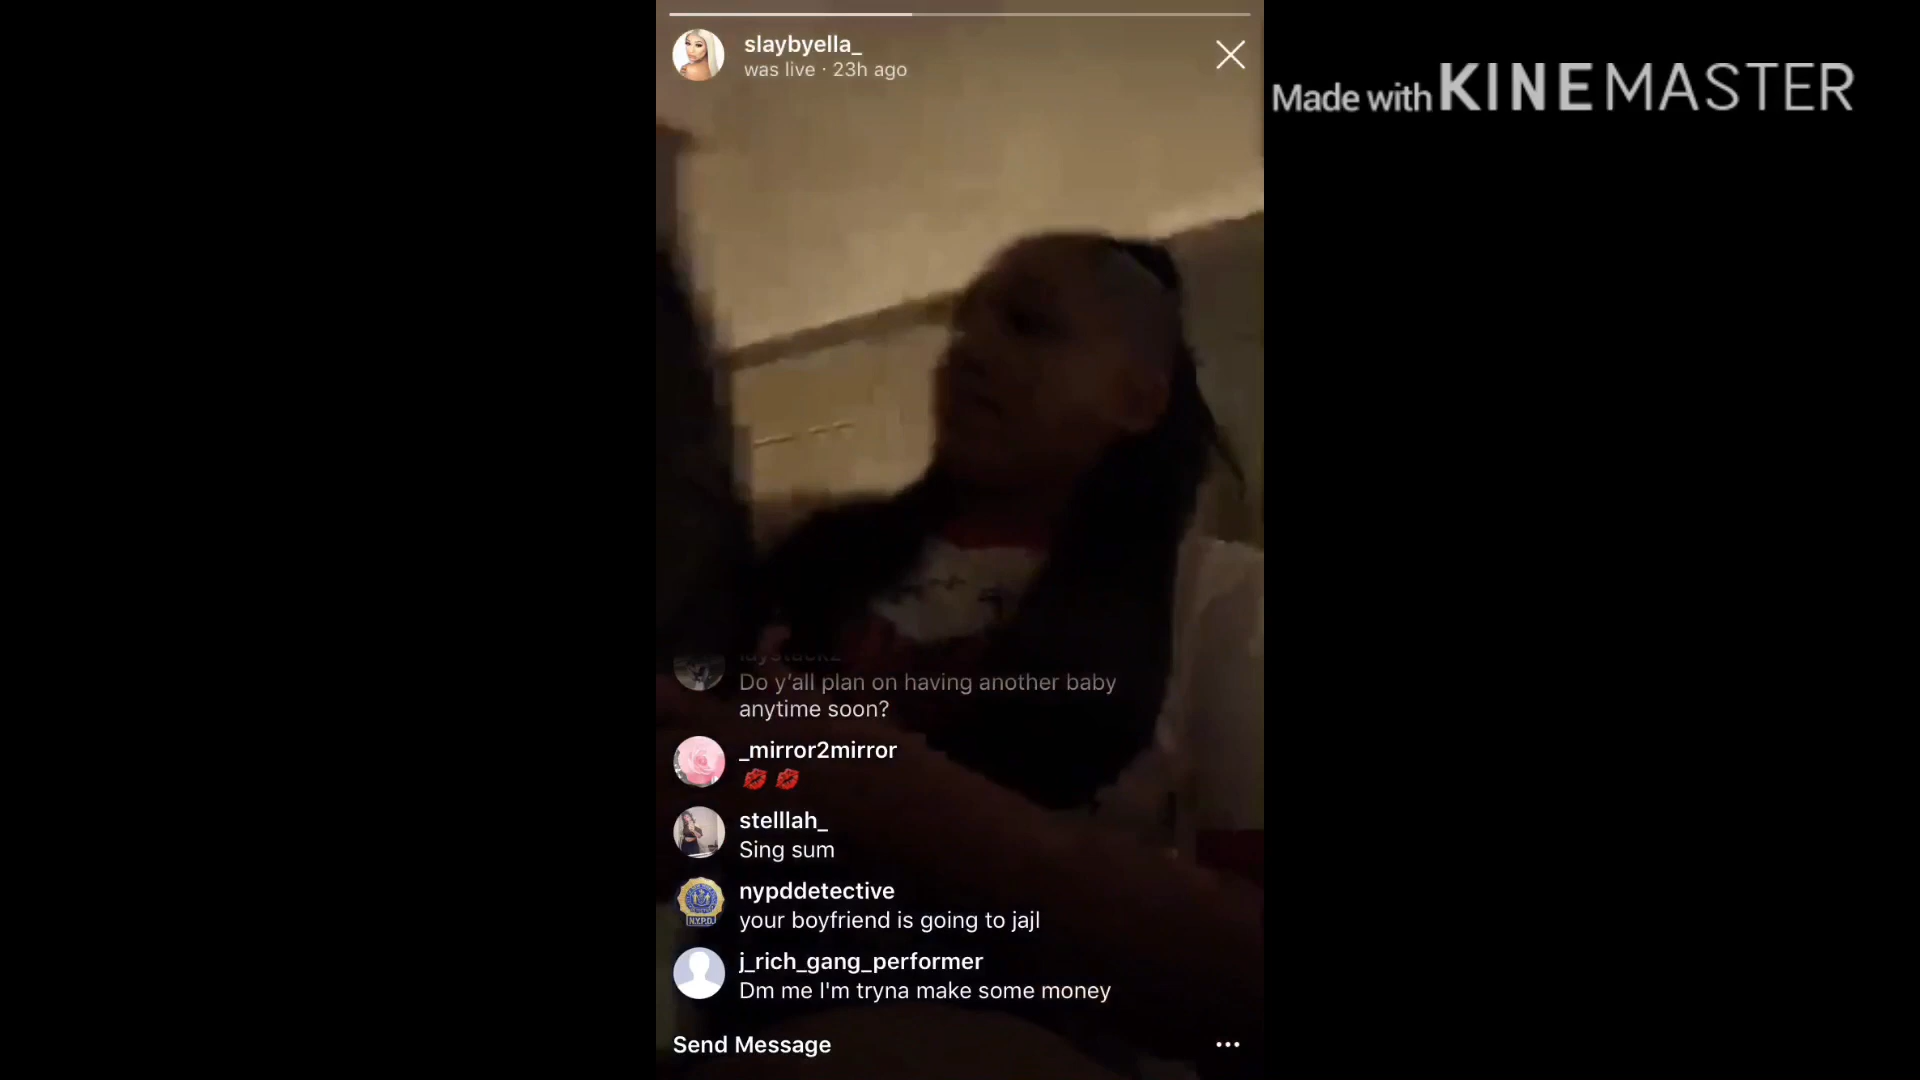 slaybyella_
was live · 23h ago
Made with KINEMASTER
Do y'all plan on having another baby
anytime soon?
_mirror2mirror
💋 💋
stelllah_
Sing sum
nypddetective
your boyfriend is going to jajl
N.Y.P.D.
j_rich_gang_performer
Dm me I'm tryna make some money
Send Message